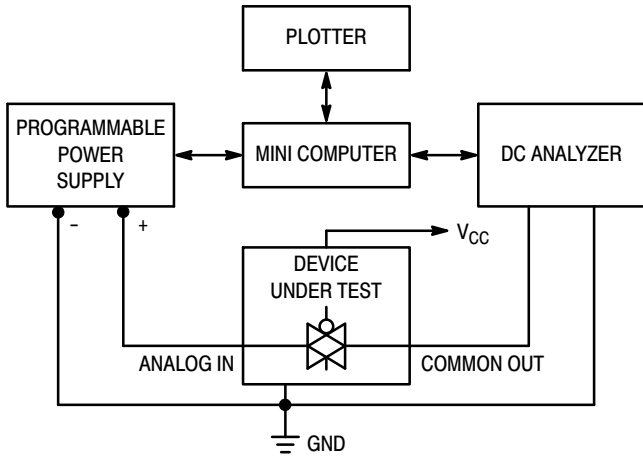 PLOTTER
PROGRAMMABLE
POWER
SUPPLY
MINI COMPUTER
DC ANALYZER
– +
VCC
DEVICE
UNDER TEST
ANALOG IN
COMMON OUT
GND